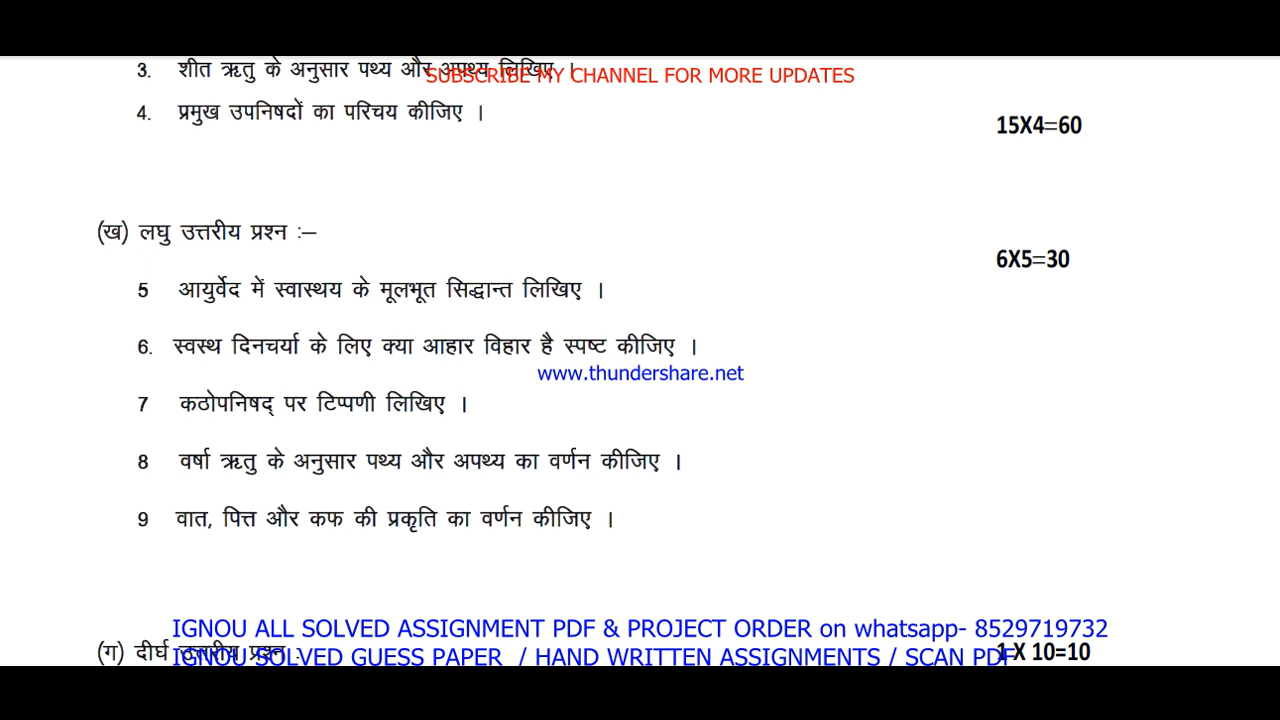 3. शीत ऋतु के अनुसार पथ्य और अपथ्य लिखिए ।
SUBSCRIBE MY CHANNEL FOR MORE UPDATES
4. प्रमुख उपनिषदों का परिचय कीजिए ।
15X4=60
(ख) लघु उत्तरीय प्रश्न :–
6X5=30
5 आयुर्वेद में स्वास्थय के मूलभूत सिद्धान्त लिखिए ।
6. स्वस्थ दिनचर्या के लिए क्या आहार विहार है स्पष्ट कीजिए ।
www.thundershare.net
7 कठोपनिषद् पर टिप्पणी लिखिए ।
8 वर्षा ऋतु के अनुसार पथ्य और अपथ्य का वर्णन कीजिए ।
9 वात, पित्त और कफ की प्रकृति का वर्णन कीजिए ।
IGNOU ALL SOLVED ASSIGNMENT PDF & PROJECT ORDER on whatsapp- 8529719732
(ग) दीर्घ उत्तरीय प्रश्न :-
IGNOU SOLVED GUESS PAPER / HAND WRITTEN ASSIGNMENTS / SCAN PDF
1 X 10=10